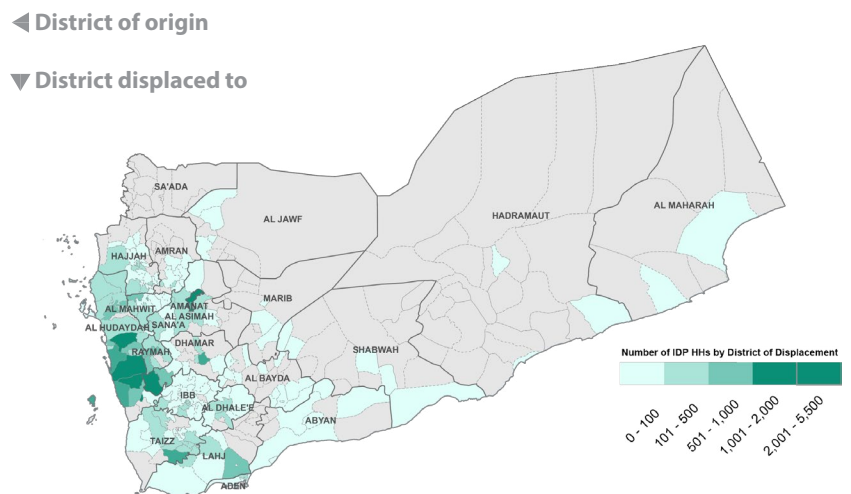 District of origin
District displaced to
SA'ADA
AL JAWF
HADRAMAUT
AL MAHARAH
HAJJAH
AMRAN
MARIB
AL MAHWIT
AMANAT
AL ASIMAH
AL HUDAYDAH
SANA'A
DHAMAR
RAYMAH
SHABWAH
AL BAYDA
IBB
AL DHALE'E
ABYAN
TAIZZ
LAHJ
ADEN
Number of IDP HHs by District of Displacement
0 - 100
101 - 500
501 - 1,000
1,001 - 2,000
2,001 - 5,500